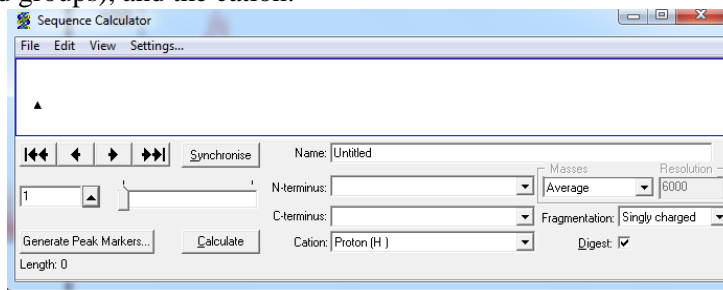 d groups), and the cation.
Sequence Calculator
File Edit View Settings...
Synchronise
Name: Untitled
Masses
Resolution
1
N-terminus:
Average
6000
C-terminus:
Fragmentation: Singly charged
Generate Peak Markers...
Calculate
Cation: Proton (H )
Digest:
Length: 0